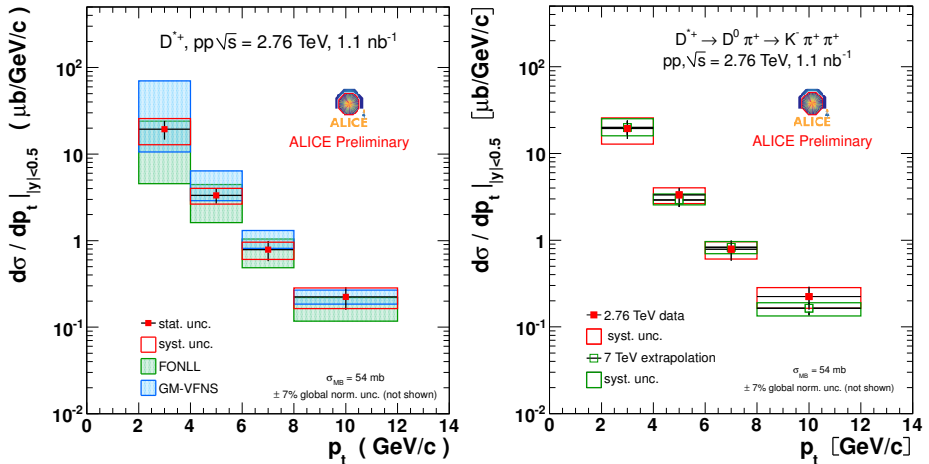 D*+, pp√s = 2.76 TeV, 1.1 nb-1
dσ / dpt ||y|<0.5 ( μb/GeV/c )
10²
10
1
10-1
10-2
ALICE
ALICE Preliminary
stat. unc.
syst. unc.
FONLL
GM-VFNS
σMB = 54 mb
± 7% global norm. unc. (not shown)
0 2 4 6 8 10 12 14
pt ( GeV/c )
D*+ → D0 π+ → K- π+ π+
pp,√s = 2.76 TeV, 1.1 nb-1
dσ / dpt ||y|<0.5 [μb/GeV/c]
10²
10
1
10-1
10-2
ALICE
ALICE Preliminary
2.76 TeV data
syst. unc.
7 TeV extrapolation
syst. unc.
σMB = 54 mb
± 7% global norm. unc. (not shown)
0 2 4 6 8 10 12 14
pt [GeV/c]